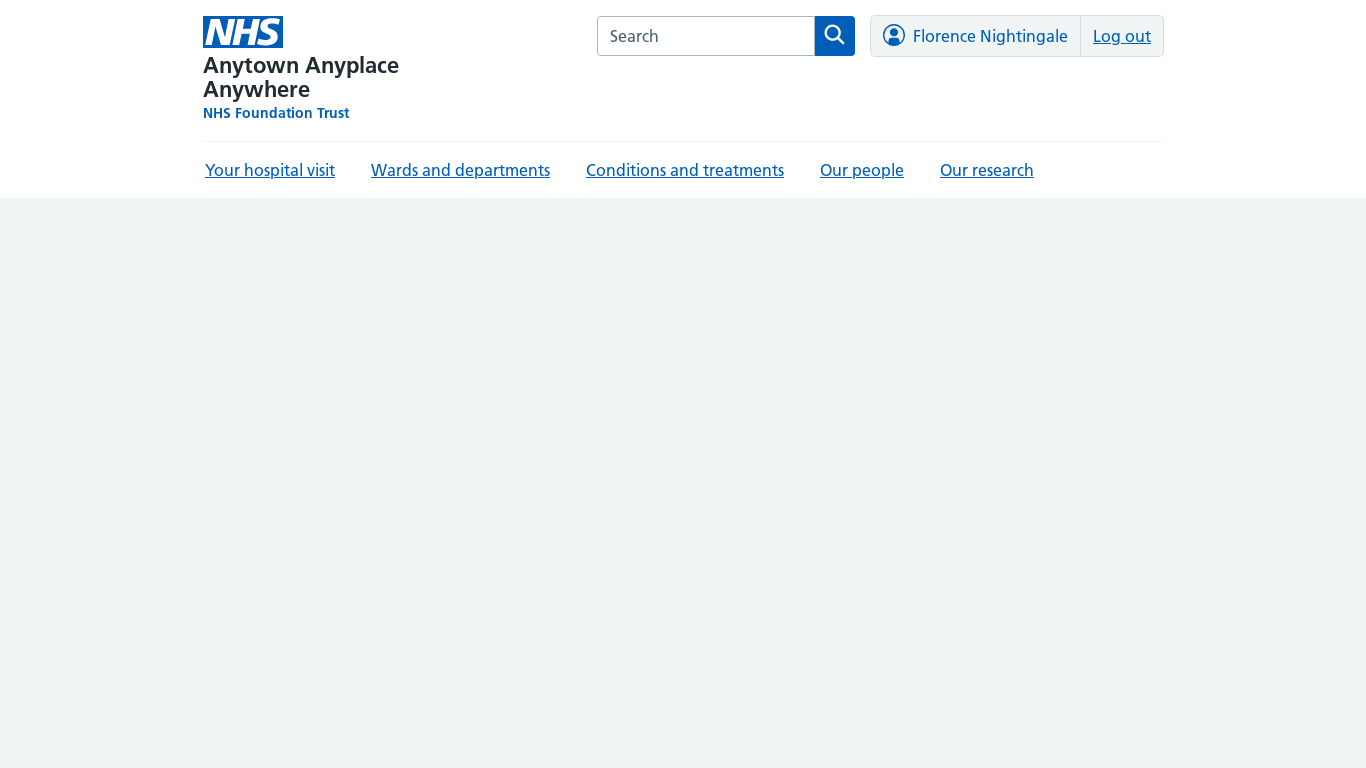 NHS
Anytown Anyplace
Anywhere
NHS Foundation Trust
Search
Florence Nightingale
Log out
Your hospital visit
Wards and departments
Conditions and treatments
Our people
Our research